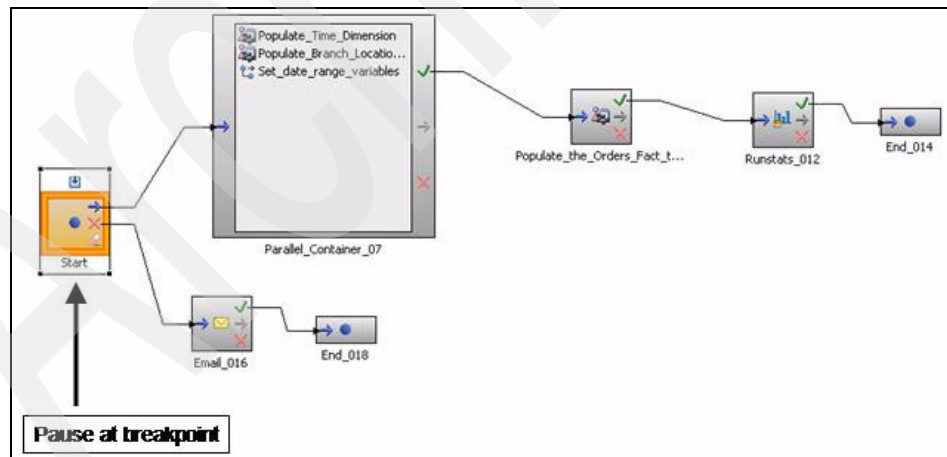 Populate_Time_Dimension
Populate_Branch_Locatio...
Set_date_range_variables
Populate_the_Orders_Fact_t...
Runstats_012
End_014
Start
Parallel_Container_07
Email_016
End_018
Pause at breakpoint